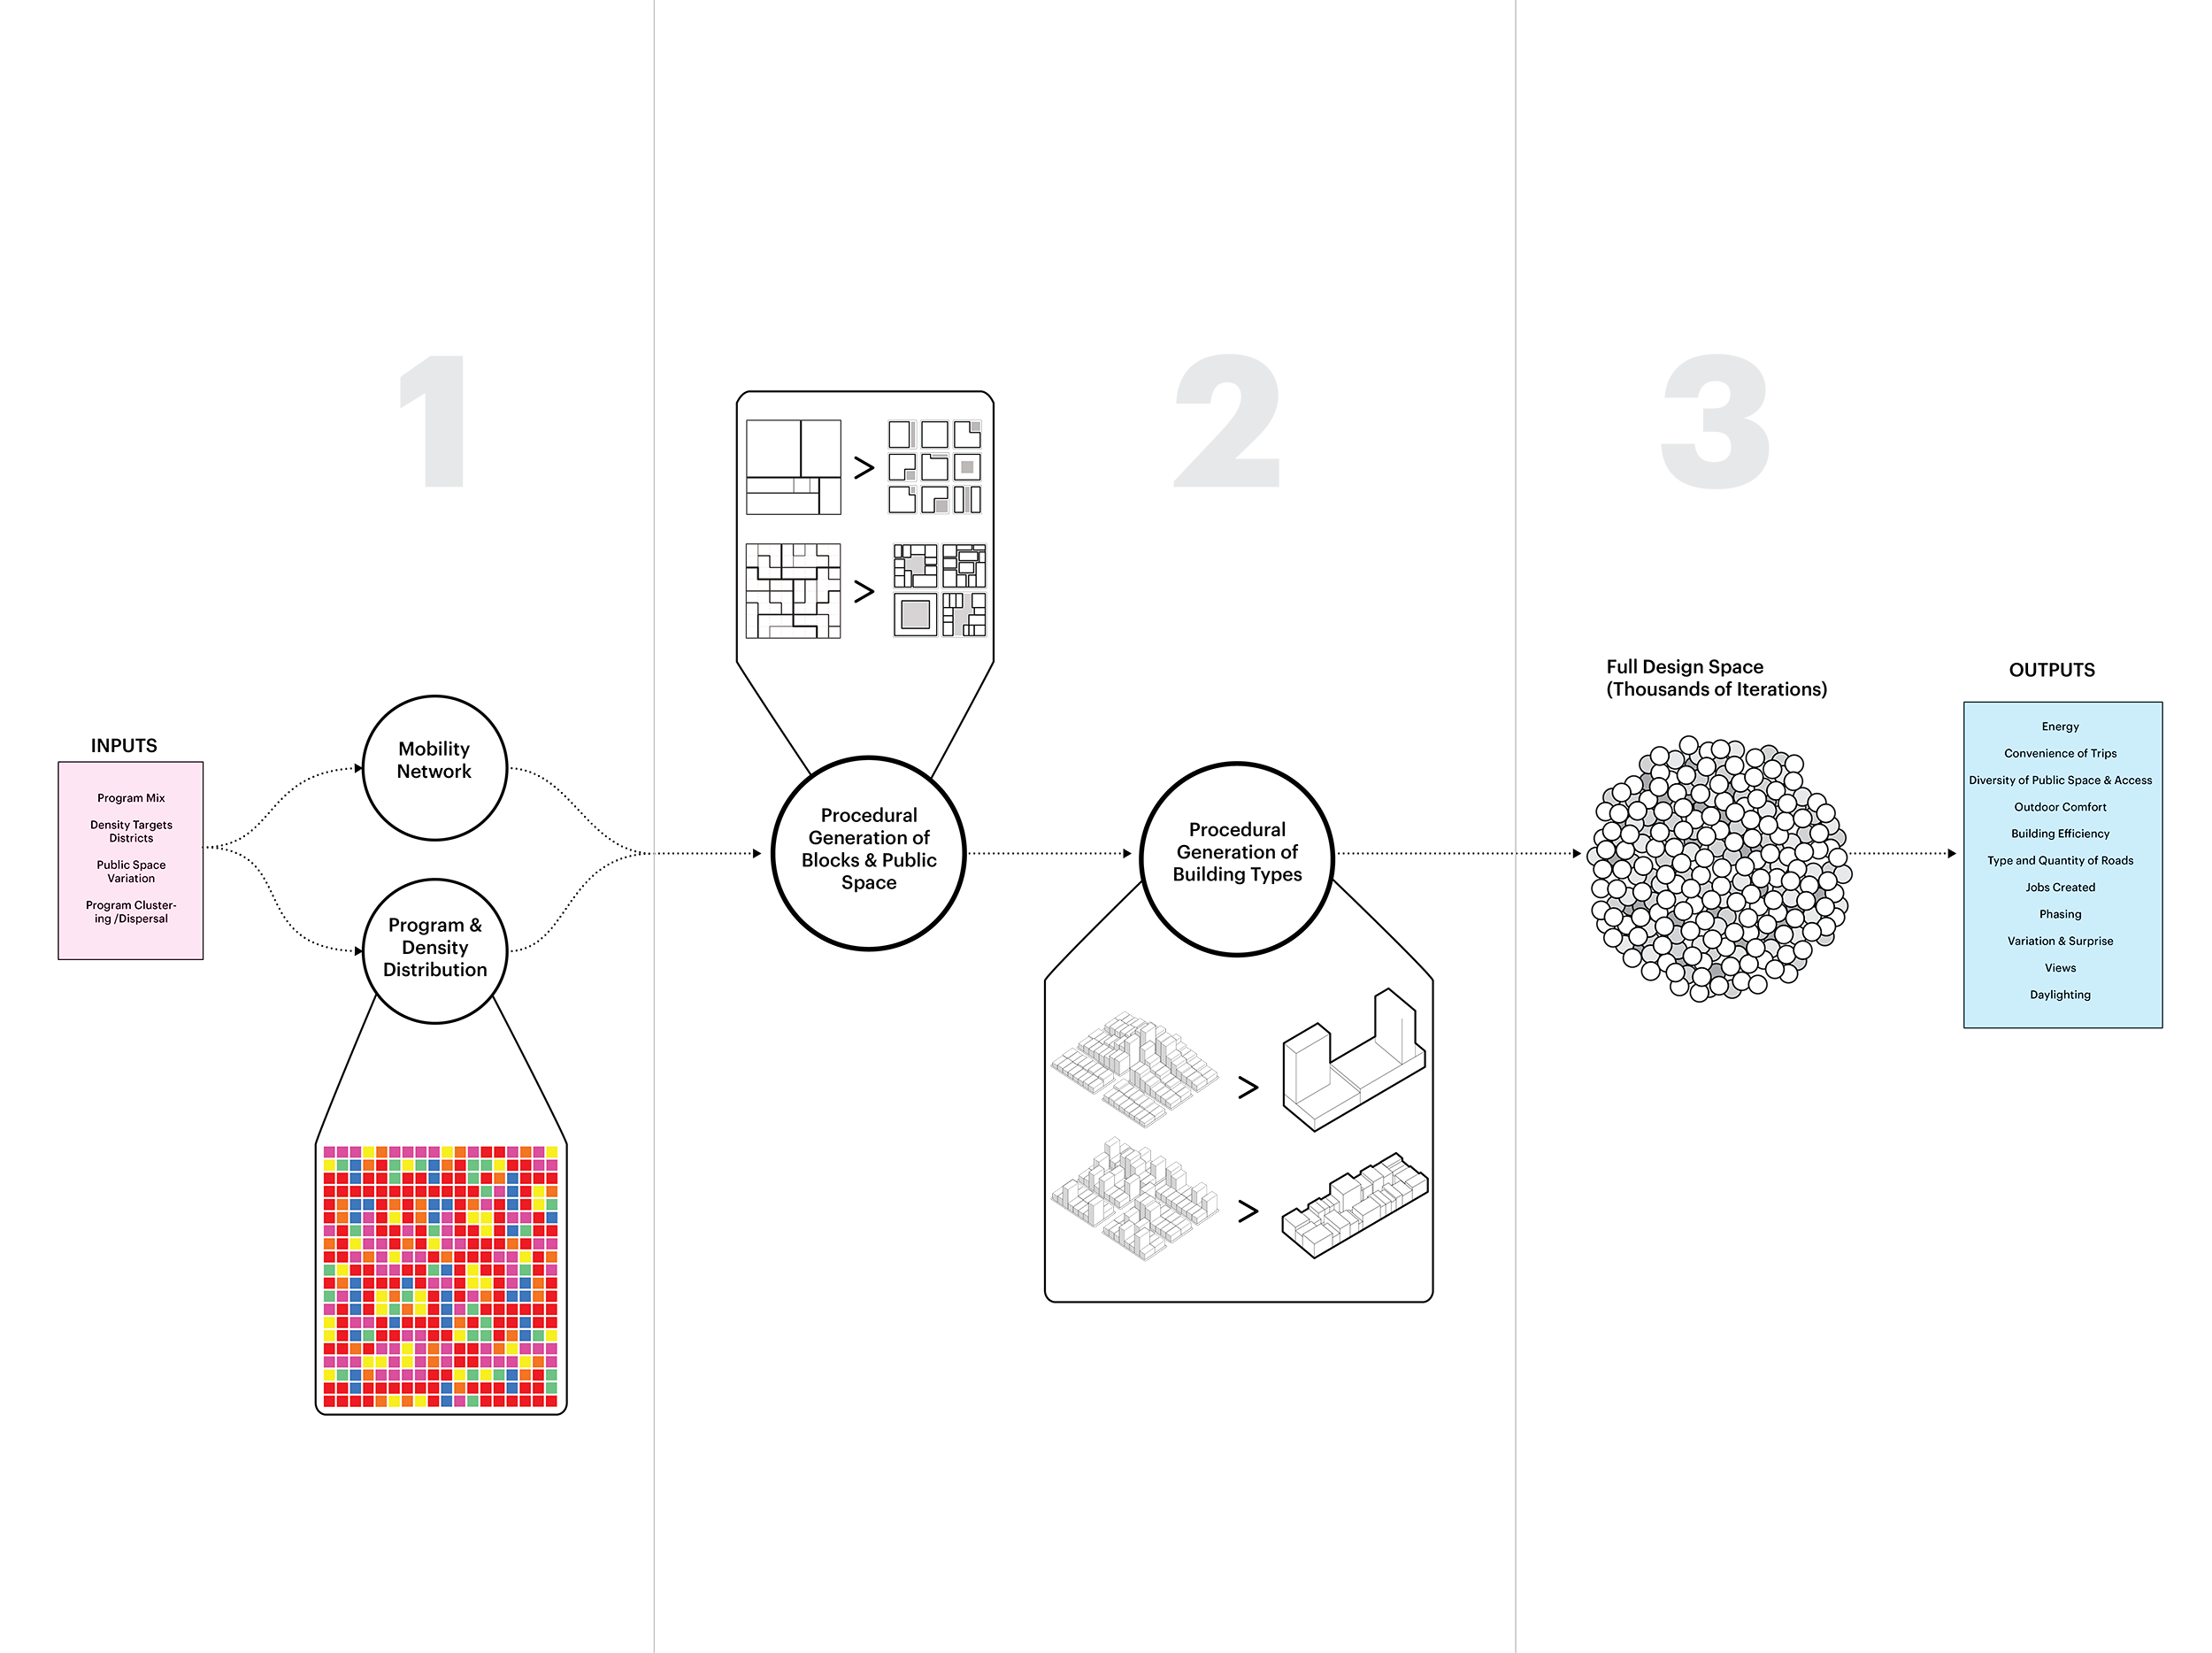 1
2
3
INPUTS
Program Mix
Density Targets
Districts
Public Space
Variation
Program Cluster-
ing /Dispersal
Mobility
Network
Program &
Density
Distribution
>
>
Procedural
Generation of
Blocks & Public
Space
Procedural
Generation of
Building Types
>
>
Full Design Space
(Thousands of Iterations)
OUTPUTS
Energy
Convenience of Trips
Diversity of Public Space & Access
Outdoor Comfort
Building Efficiency
Type and Quantity of Roads
Jobs Created
Phasing
Variation & Surprise
Views
Daylighting